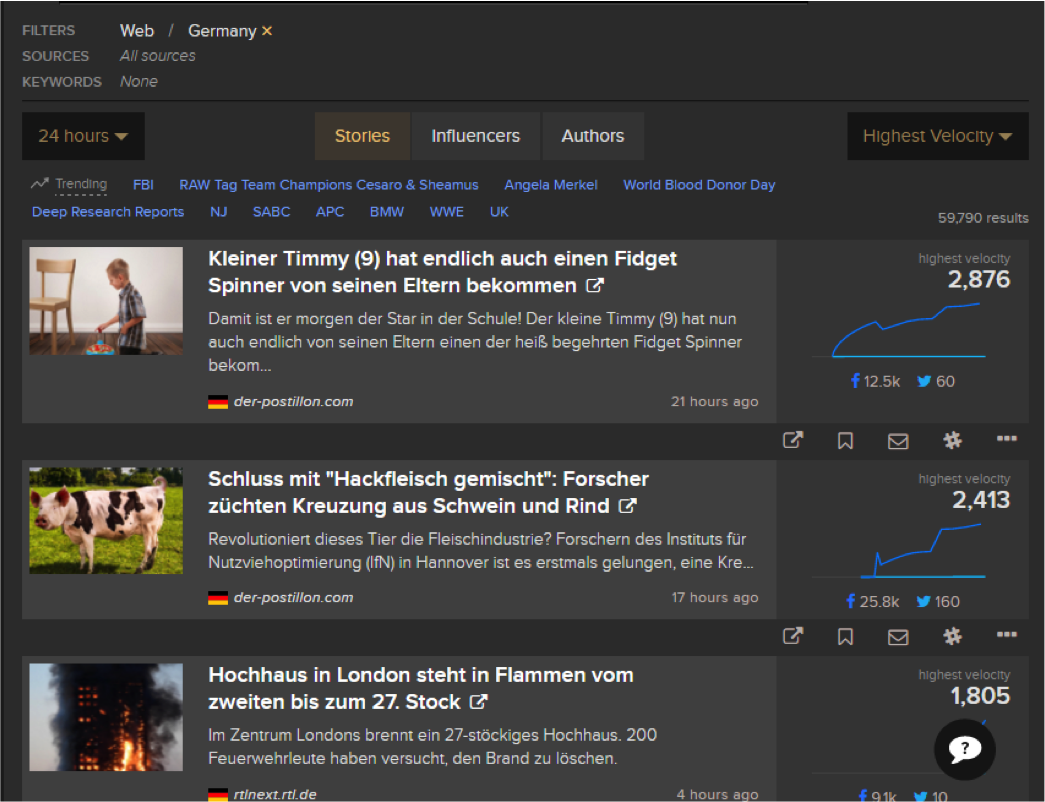 FILTERS Web / Germany ×
SOURCES All sources
KEYWORDS None
24 hours Stories Influencers Authors Highest Velocity
Trending FBI RAW Tag Team Champions Cesaro & Sheamus Angela Merkel World Blood Donor Day
Deep Research Reports NJ SABC APC BMW WWE UK
59,790 results
Kleiner Timmy (9) hat endlich auch einen Fidget
Spinner von seinen Eltern bekommen
Damit ist er morgen der Star in der Schule! Der kleine Timmy (9) hat nun
auch endlich von seinen Eltern einen der heiß begehrten Fidget Spinner
bekom...
der-postillon.com 21 hours ago
highest velocity
2,876
12.5k 60
Schluss mit "Hackfleisch gemischt": Forscher
züchten Kreuzung aus Schwein und Rind
Revolutioniert dieses Tier die Fleischindustrie? Forschern des Instituts für
Nutzviehoptimierung (IfN) in Hannover ist es erstmals gelungen, eine Kre...
der-postillon.com 17 hours ago
highest velocity
2,413
25.8k 160
Hochhaus in London steht in Flammen vom
zweiten bis zum 27. Stock
Im Zentrum Londons brennt ein 27-stöckiges Hochhaus. 200
Feuerwehrleute haben versucht, den Brand zu löschen.
rtlnext.rtl.de 4 hours ago
highest velocity
1,805
?
9.1k 10